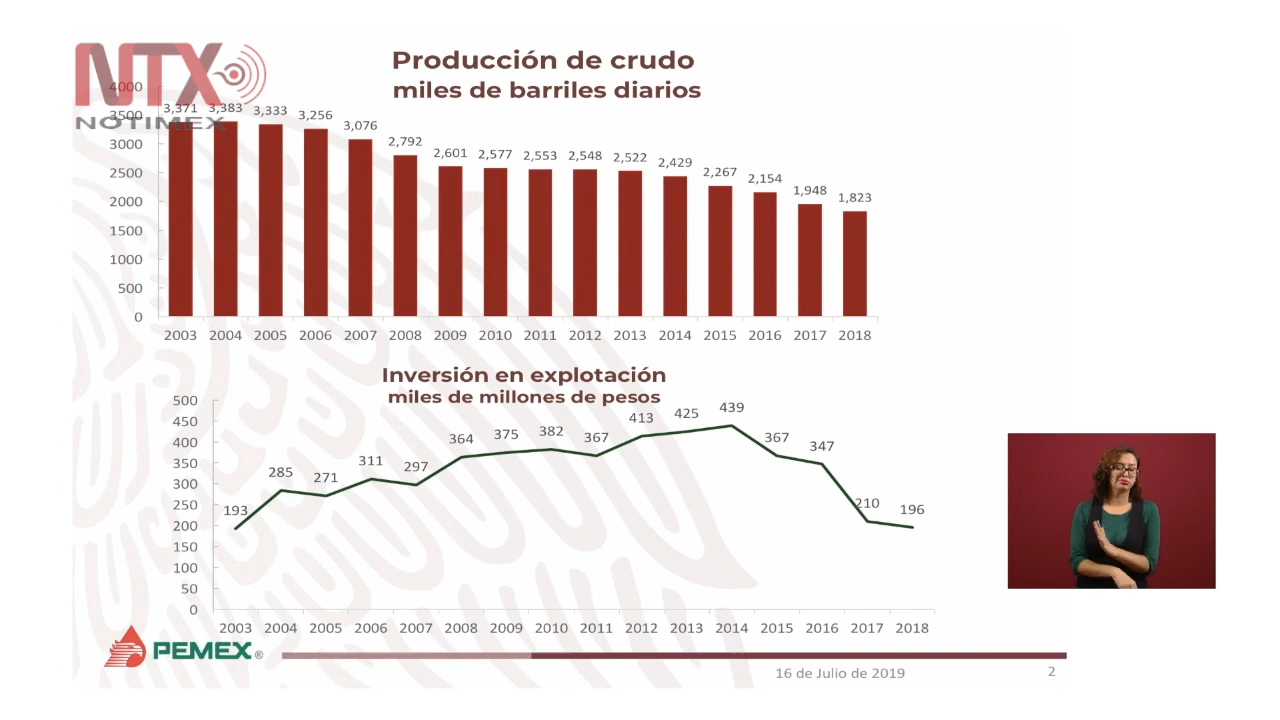 NTX
NOTIMEX
Producción de crudo
miles de barriles diarios
4000
3500
3000
2500
2000
1500
1000
500
0
3,371 3,383 3,333 3,256 3,076 2,792 2,601 2,577 2,553 2,548 2,522 2,429 2,267 2,154 1,948 1,823
2003 2004 2005 2006 2007 2008 2009 2010 2011 2012 2013 2014 2015 2016 2017 2018
Inversión en explotación
miles de millones de pesos
500
450
400
350
300
250
200
150
100
50
0
193 285 271 311 297 364 375 382 367 413 425 439 367 347 210 196
2003 2004 2005 2006 2007 2008 2009 2010 2011 2012 2013 2014 2015 2016 2017 2018
PEMEX®
16 de Julio de 2019 2